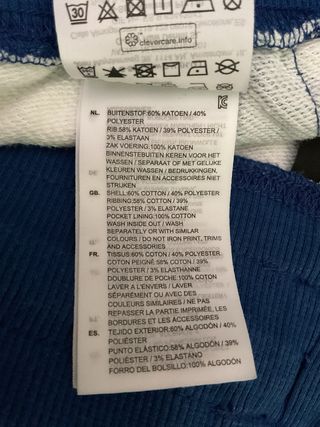 30
clevercare.info
NL. BUITENSTOF:60% KATOEN / 40%
POLYESTER
RIB:58% KATOEN / 39% POLYESTER /
3% ELASTAAN
ZAK VOERING:100% KATOEN
BINNENSTEBUITEN KEREN VOOR HET
WASSEN / SEPARAAT OF MET GELIJKE
KLEUREN WASSEN / BEDRUKKINGEN,
FOURNITUREN EN ACCESSOIRES NIET
STRIJKEN
GB. SHELL:60% COTTON / 40% POLYESTER
RIBBING:58% COTTON / 39%
POLYESTER / 3% ELASTANE
POCKET LINING:100% COTTON
WASH INSIDE OUT / WASH
SEPARATELY OR WITH SIMILAR
COLOURS / DO NOT IRON PRINT, TRIMS
AND ACCESSORIES
FR. TISSUS:60% COTON / 40% POLYESTER
COTON PEIGNÉ:58% COTON / 39%
POLYESTER / 3% ELASTHANNE
DOUBLURE DE POCHE:100% COTON
LAVER A L'ENVERS / LAVER
SÉPARÉMENT OU AVEC DES
COULEURS SIMILAIRES / NE PAS
REPASSER LA PARTIE IMPRIMÉE, LES
BORDURES ET LES ACCESSOIRES
ES. TEJIDO EXTERIOR:60% ALGODÓN / 40%
POLIÉSTER
PUNTO ELÁSTICO:58% ALGODÓN / 39%
POLIÉSTER / 3% ELASTANO
FORRO DEL BOLSILLO:100% ALGODÓN